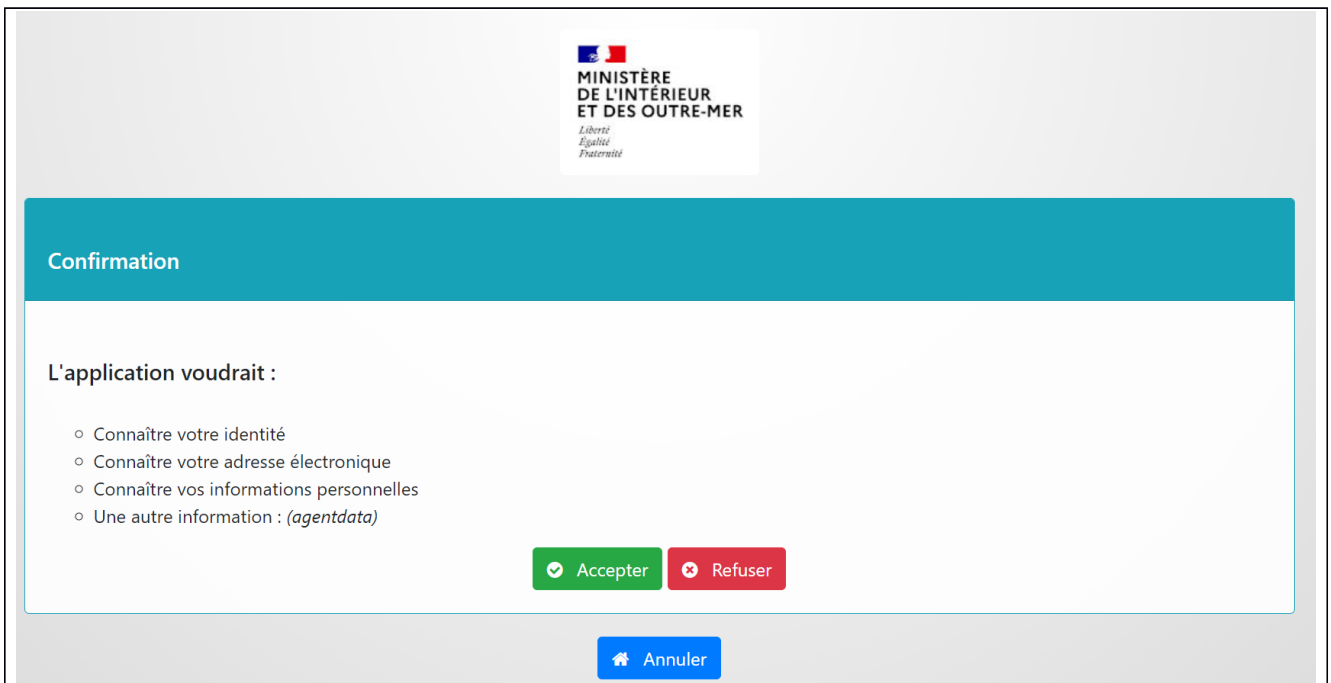 MINISTÈRE
DE L'INTÉRIEUR
ET DES OUTRE-MER
Liberté
Égalité
Fraternité
Confirmation
L'application voudrait :
Connaître votre identité
Connaître votre adresse électronique
Connaître vos informations personnelles
Une autre information : (agentdata)
Accepter
Refuser
Annuler